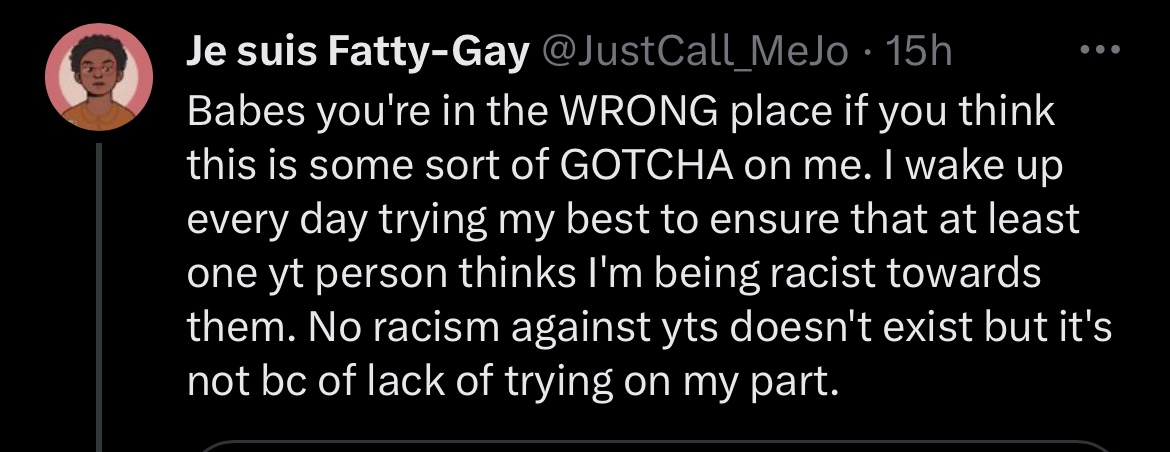 Je suis Fatty-Gay @JustCall_MeJo · 15h
Babes you're in the WRONG place if you think
this is some sort of GOTCHA on me. I wake up
every day trying my best to ensure that at least
one yt person thinks I'm being racist towards
them. No racism against yts doesn't exist but it's
not bc of lack of trying on my part.